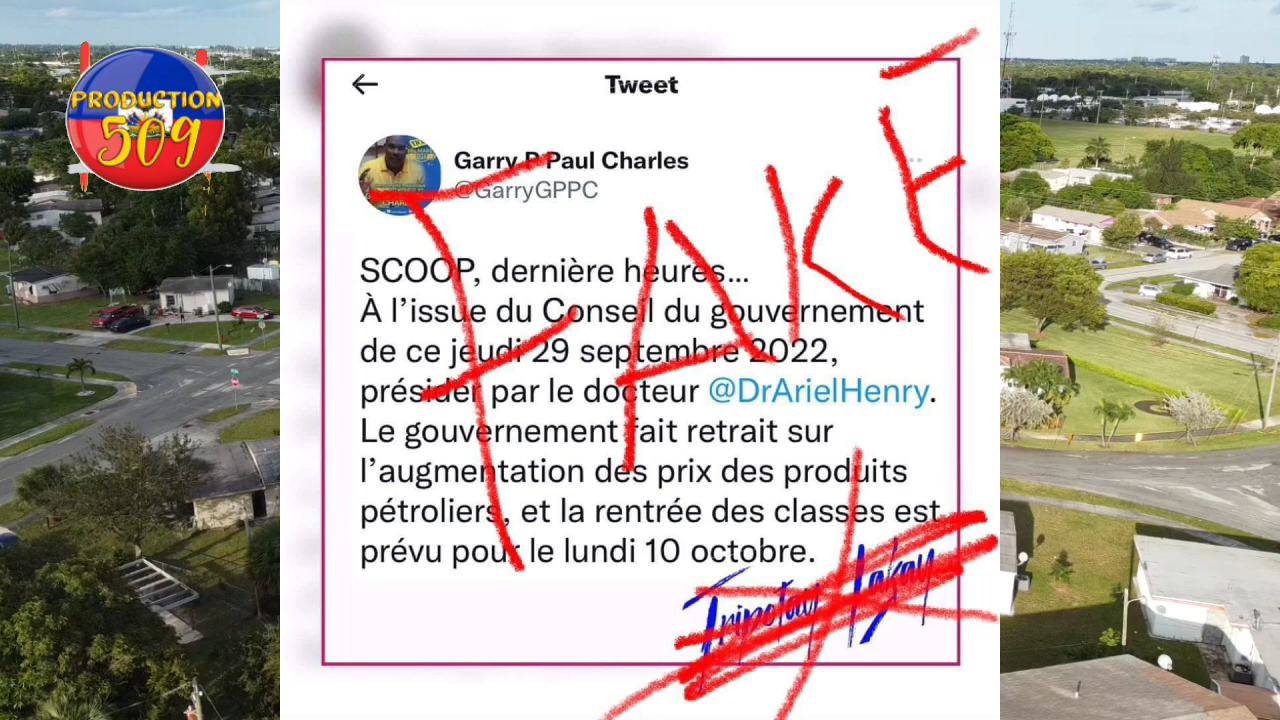 PRODUCTION
509
Tweet
Garry P Paul Charles
@GarryGPPC
SCOOP, dernière heures...
À l’issue du Conseil du gouvernement
de ce jeudi 29 septembre 2022,
présider par le docteur @DrArielHenry.
Le gouvernement fait retrait sur
l’augmentation des prix des produits
pétroliers, et la rentrée des classes est
prévu pour le lundi 10 octobre.
FAKE
Tripotay Lakay